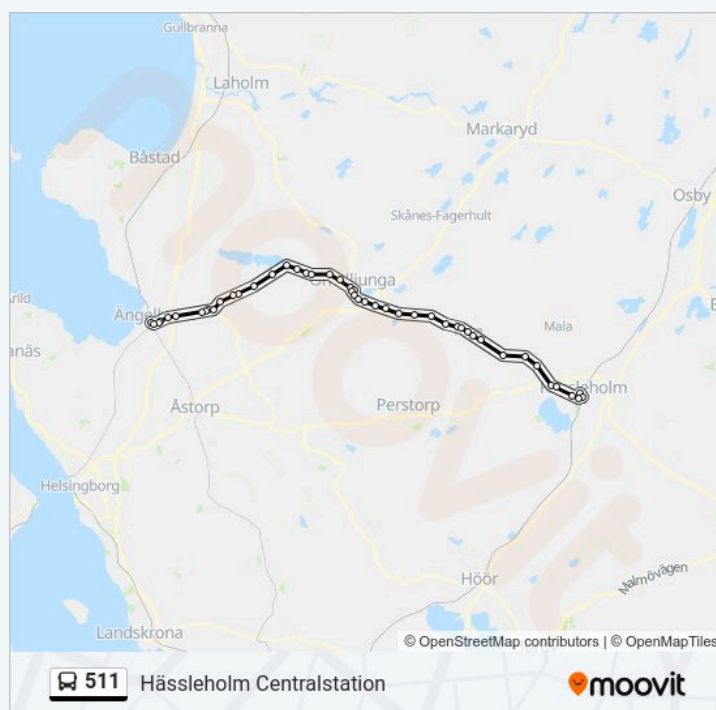 Gullbranna
Laholm
Markaryd
Båstad
Osby
Skånes-Fagerhult
Ängel
Mala
Hässleholm
Åstorp
Perstorp
Helsingborg
Höör
Malmövägen
Landskrona
© OpenStreetMap contributors | © OpenMapTiles
511 Hässleholm Centralstation
moovit